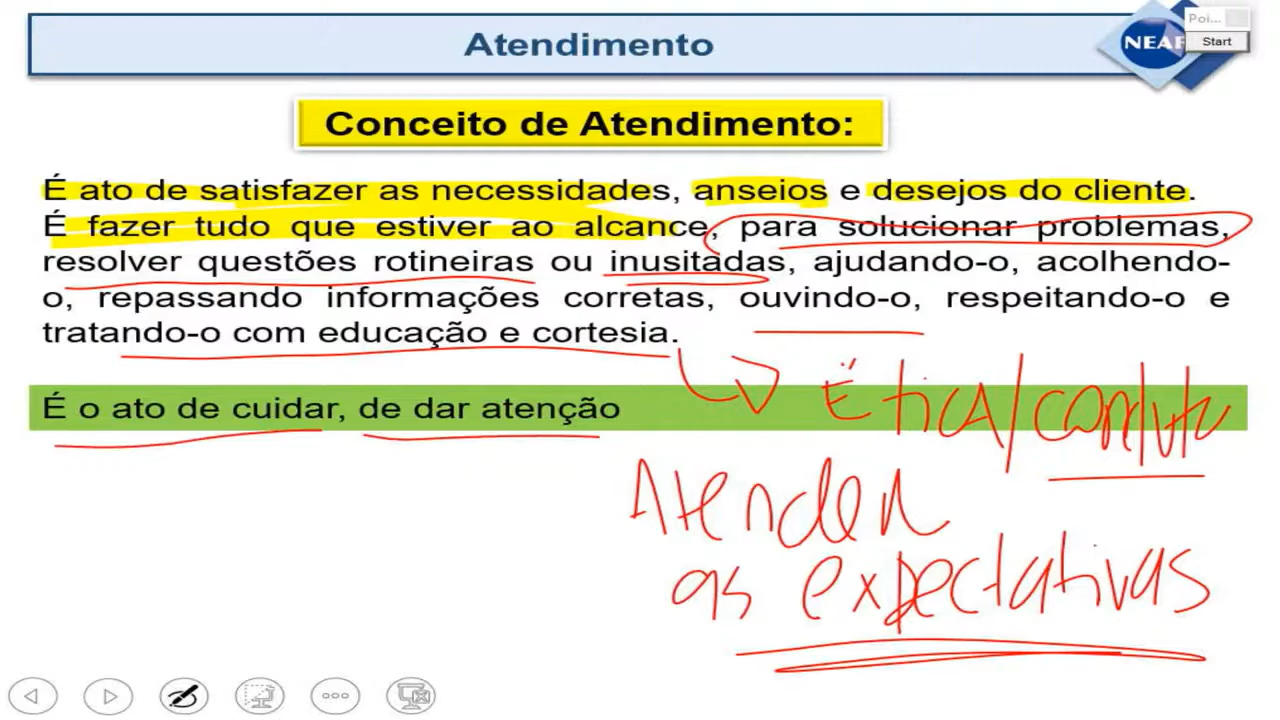 Atendimento
NEAF
Poi...
Start
Conceito de Atendimento:
É ato de satisfazer as necessidades, anseios e desejos do cliente.
É fazer tudo que estiver ao alcance, para solucionar problemas,
resolver questões rotineiras ou inusitadas, ajudando-o, acolhendo-
o, repassando informações corretas, ouvindo-o, respeitando-o e
tratando-o com educação e cortesia.
É o ato de cuidar, de dar atenção
Ética/conduta
Atender
as expectativas